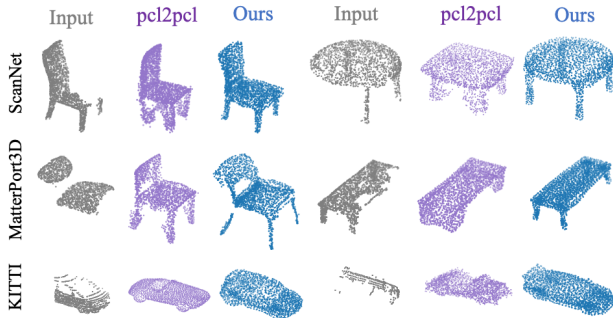 Input pcl2pcl Ours Input pcl2pcl Ours
ScanNet
MatterPort3D
KITTI